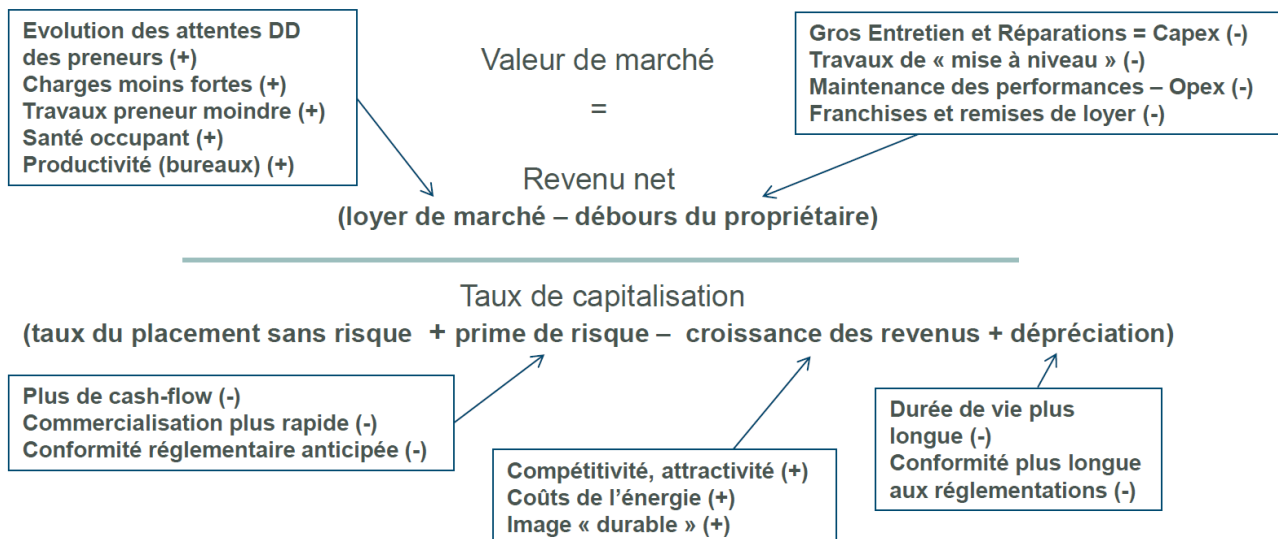 Evolution des attentes DD
des preneurs (+)
Charges moins fortes (+)
Travaux preneur moindre (+)
Santé occupant (+)
Productivité (bureaux) (+)
Valeur de marché
=
Gros Entretien et Réparations = Capex (-)
Travaux de « mise à niveau » (-)
Maintenance des performances – Opex (-)
Franchises et remises de loyer (-)
Revenu net
(loyer de marché – débours du propriétaire)
Taux de capitalisation
(taux du placement sans risque + prime de risque – croissance des revenus + dépréciation)
Plus de cash-flow (-)
Commercialisation plus rapide (-)
Conformité réglementaire anticipée (-)
Compétitivité, attractivité (+)
Coûts de l’énergie (+)
Image « durable » (+)
Durée de vie plus
longue (-)
Conformité plus longue
aux réglementations (-)